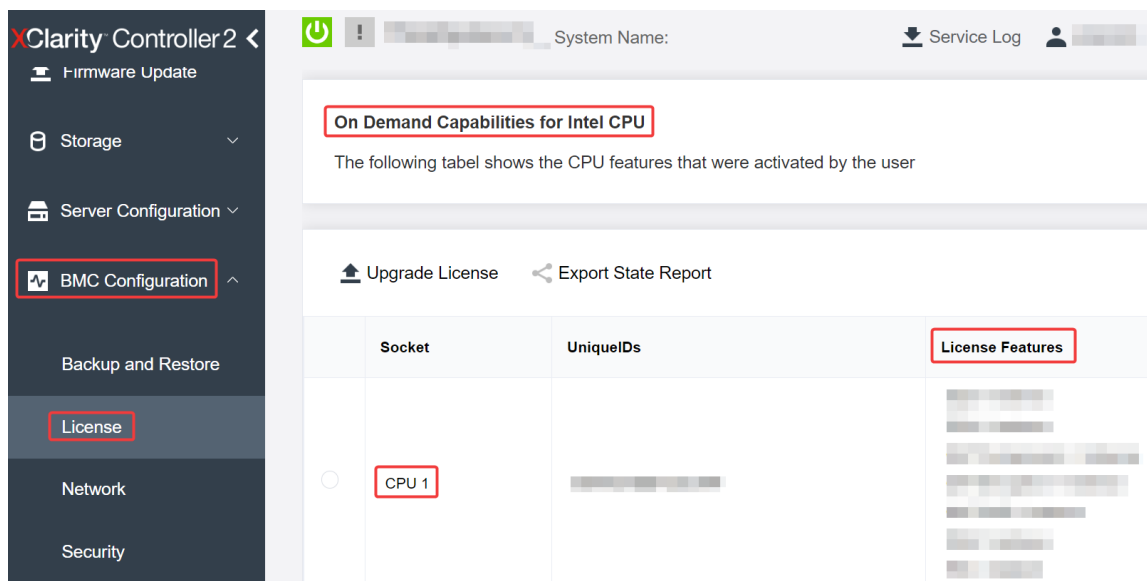 XClarity Controller 2
Firmware Update
Storage
Server Configuration
BMC Configuration
Backup and Restore
License
Network
Security
System Name:
Service Log
On Demand Capabilities for Intel CPU
The following tabel shows the CPU features that were activated by the user
Upgrade License
Export State Report
Socket
UniqueIDs
License Features
CPU 1